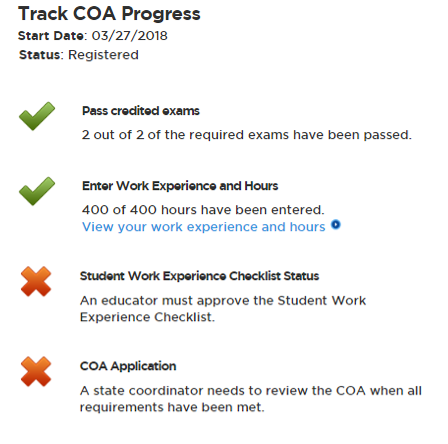 Track COA Progress
Start Date: 03/27/2018
Status: Registered
Pass credited exams
2 out of 2 of the required exams have been passed.
Enter Work Experience and Hours
400 of 400 hours have been entered.
View your work experience and hours
Student Work Experience Checklist Status
An educator must approve the Student Work
Experience Checklist.
COA Application
A state coordinator needs to review the COA when all
requirements have been met.